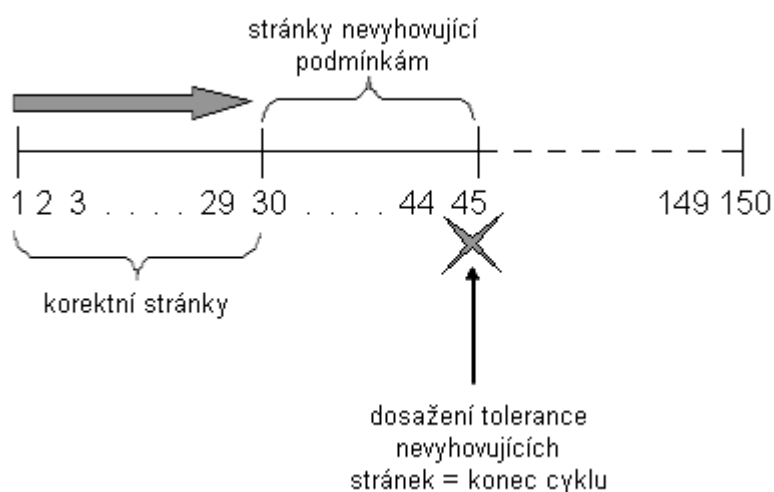 stránky nevyhovující
podmínkám
1 2 3 . . . . . 29 30 . . . . . 44 45 149 150
korektní stránky
dosažení tolerance
nevyhovujících
stránek = konec cyklu